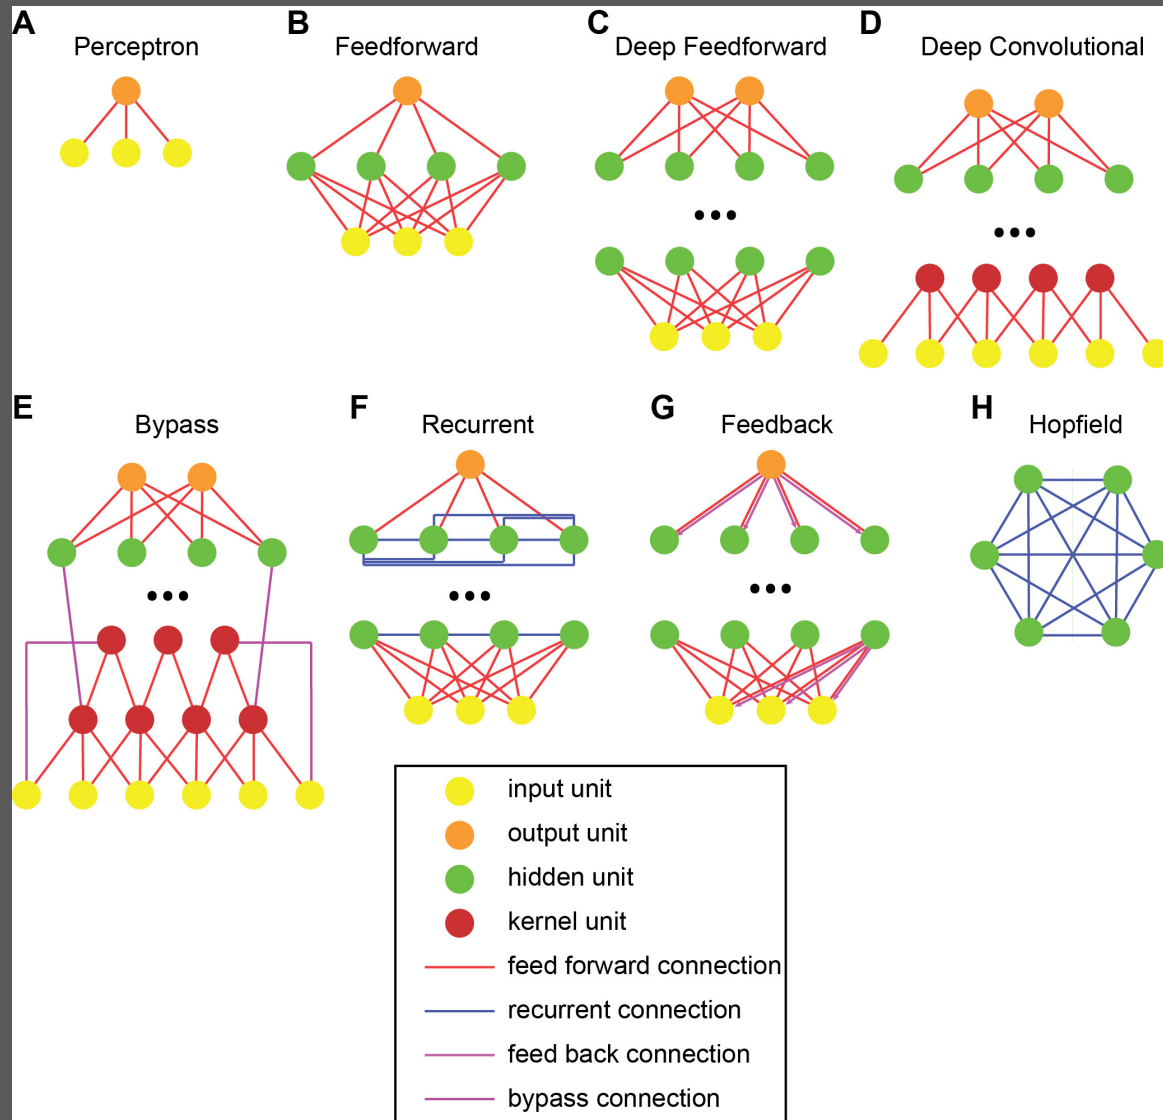 A
Perceptron
B
Feedforward
C
Deep Feedforward
D
Deep Convolutional
E
Bypass
F
Recurrent
G
Feedback
H
Hopfield
input unit
output unit
hidden unit
kernel unit
feed forward connection
recurrent connection
feed back connection
bypass connection